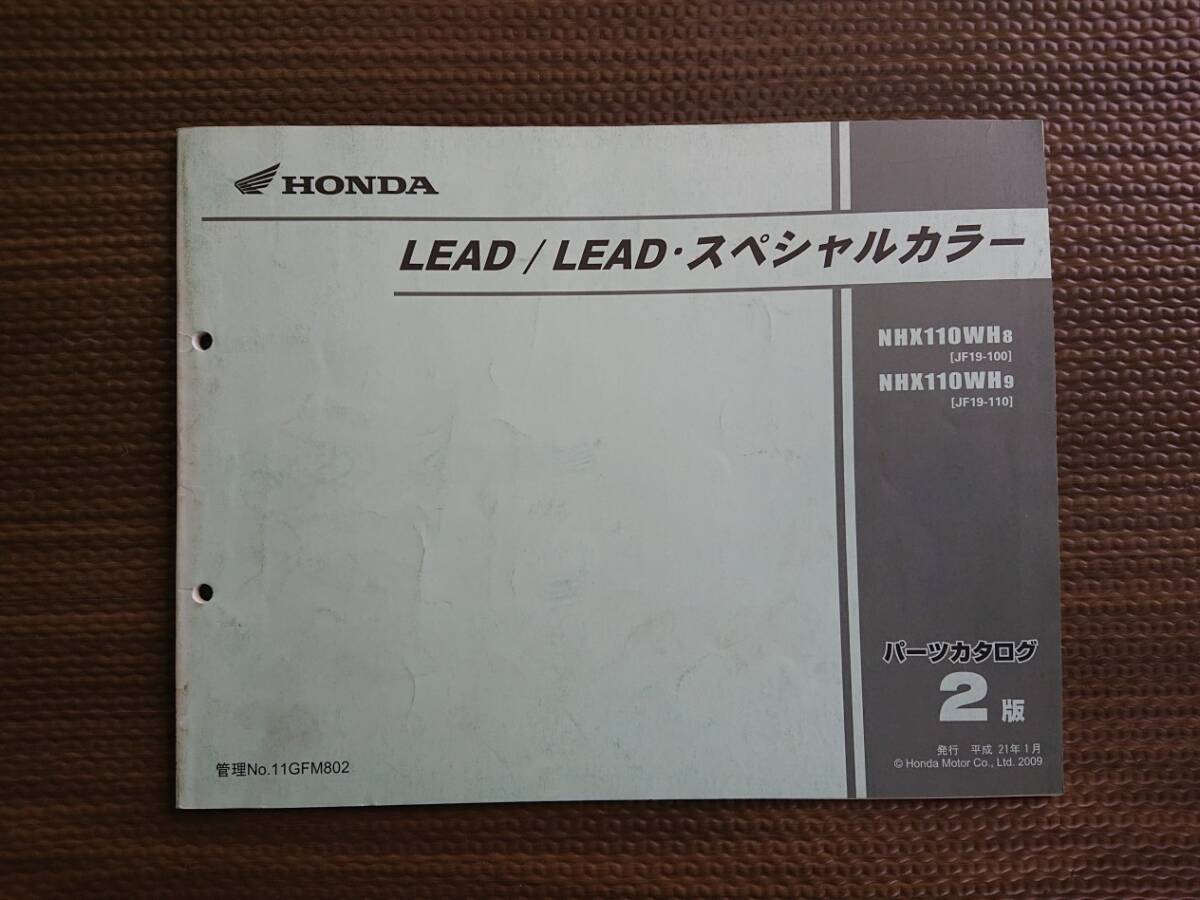 HONDA
LEAD / LEAD・スペシャルカラー
NHX110WH8
[JF19-100]
NHX110WH9
[JF19-110]
パーツカタログ
2版
発行 平成 21年1月
© Honda Motor Co., Ltd. 2009
管理No.11GFM802